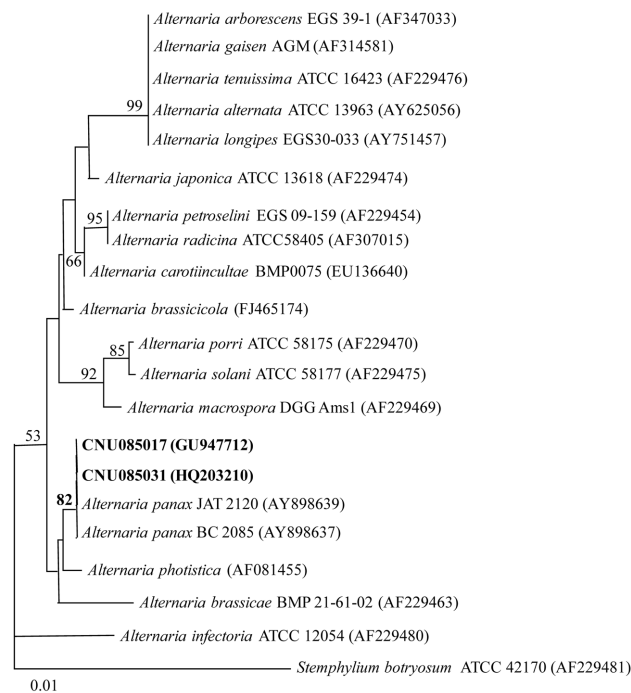 Alternaria arborescens EGS 39-1 (AF347033)
Alternaria gaisen AGM (AF314581)
Alternaria tenuissima ATCC 16423 (AF229476)
99
Alternaria alternata ATCC 13963 (AY625056)
Alternaria longipes EGS30-033 (AY751457)
Alternaria japonica ATCC 13618 (AF229474)
95
Alternaria petroselini EGS 09-159 (AF229454)
Alternaria radicina ATCC58405 (AF307015)
66
Alternaria carotiincultae BMP0075 (EU136640)
Alternaria brassicicola (FJ465174)
85
Alternaria porri ATCC 58175 (AF229470)
92
Alternaria solani ATCC 58177 (AF229475)
Alternaria macrospora DGG Ams1 (AF229469)
53
CNU085017 (GU947712)
CNU085031 (HQ203210)
82
Alternaria panax JAT 2120 (AY898639)
Alternaria panax BC 2085 (AY898637)
Alternaria photistica (AF081455)
Alternaria brassicae BMP 21-61-02 (AF229463)
Alternaria infectoria ATCC 12054 (AF229480)
Stemphylium botryosum ATCC 42170 (AF229481)
0.01